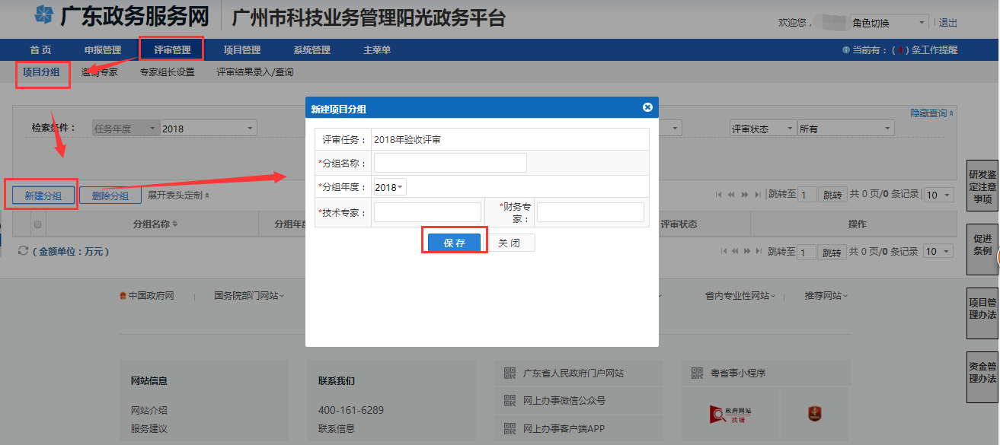 广东政务服务网 广州市科技业务管理阳光政务平台
欢迎您， 角色切换 退出
首 页 申报管理 评审管理 项目管理 系统管理 主菜单 当前有：（ ）条工作提醒
项目分组 邀请专家 专家组长设置 评审结果录入/查询
新建项目分组
隐藏查询
检索条件： 任务年度 2018 评审状态 所有
评审任务： 2018年验收评审
*分组名称：
*分组年度： 2018
*技术专家： *财务专
家：
保 存 关 闭
新建分组 删除分组 展开表头定制 跳转至 1 跳转 共 0 页/0 条记录 10
分组名称 分组年度 评审状态 操作
(金额单位：万元) 跳转至 1 跳转 共 0 页/0 条记录 10
研发鉴
定注意
事项
促进
条例
项目管
理办法
资金管
理办法
中国政府网 国务院部门网站 省内专业性网站 推荐网站
网站信息
网站介绍
服务建议
联系我们
400-161-6289
联系信息
广东省人民政府门户网站
网上办事微信公众号
网上办事客户端APP
粤省事小程序
政府网站
找错